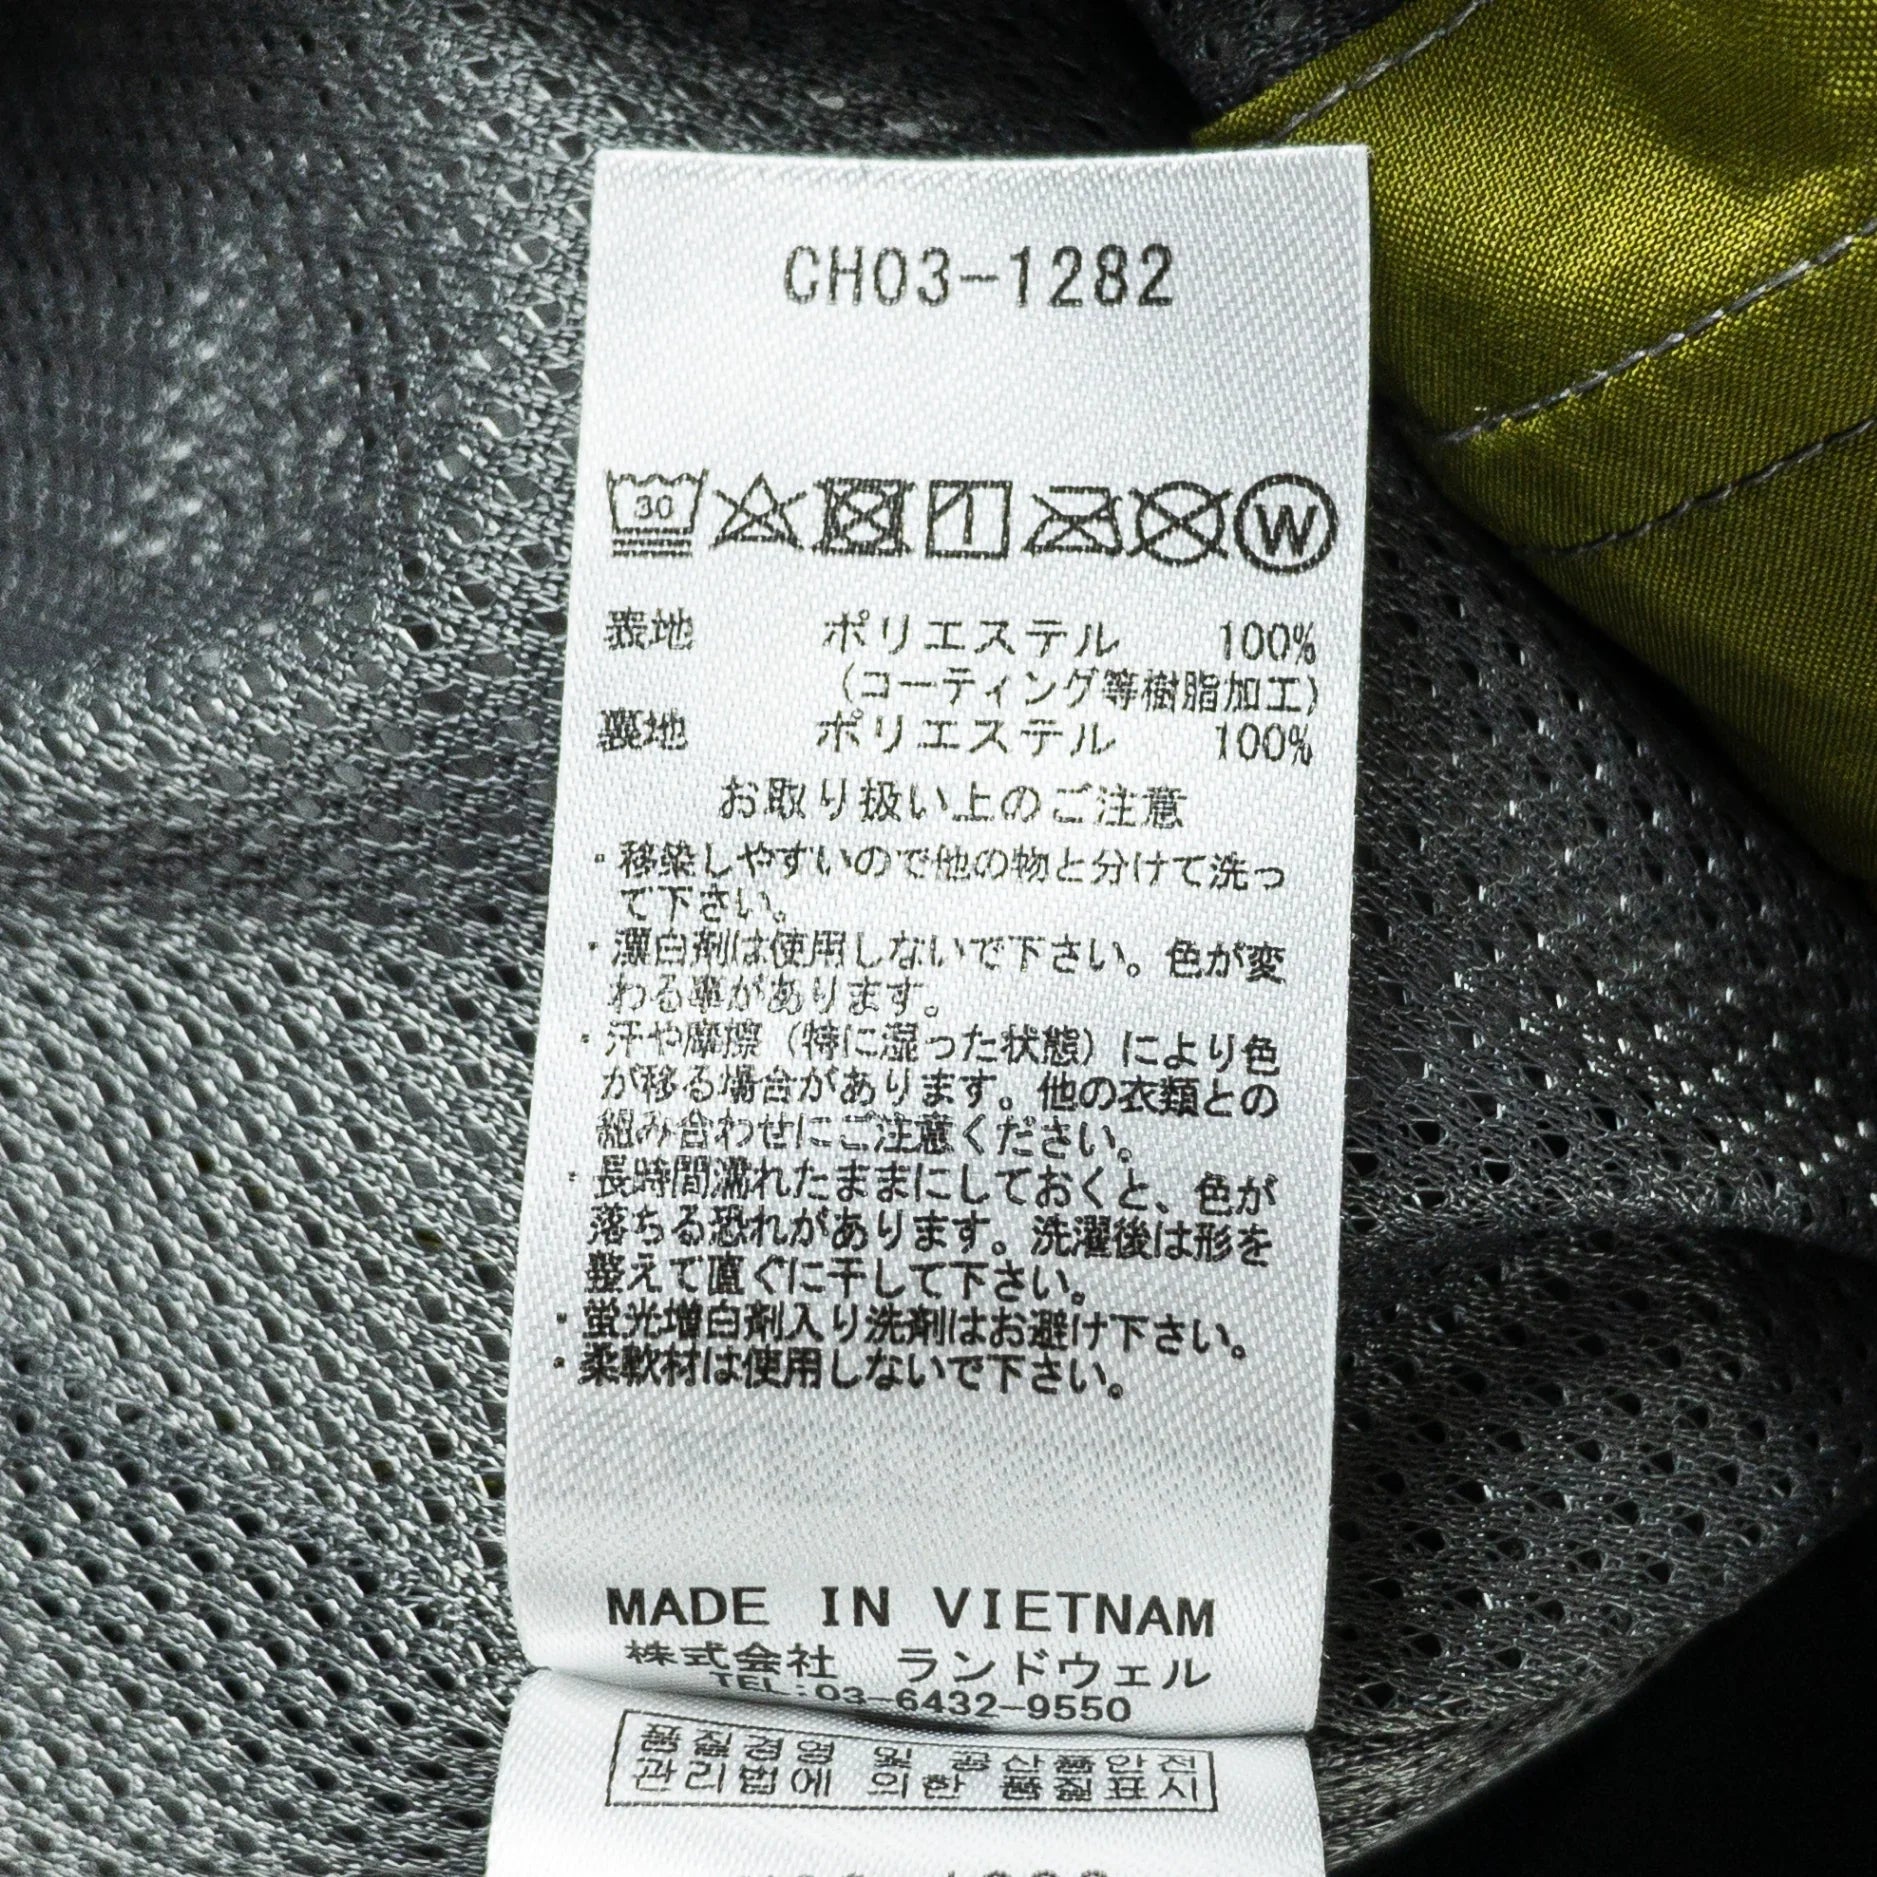 CH03-1282
30
W
表地 ポリエステル 100%
(コーティング等樹脂加工)
裏地 ポリエステル 100%
お取り扱い上のご注意
・移染しやすいので他の物と分けて洗っ
て下さい。
・漂白剤は使用しないで下さい。色が変
わる事があります。
・汗や摩擦（特に湿った状態）により色
が移る場合があります。他の衣類との
組み合わせにご注意ください。
・長時間濡れたままにしておくと、色が
落ちる恐れがあります。洗濯後は形を
整えて直ぐに干して下さい。
・蛍光増白剤入り洗剤はお避け下さい。
・柔軟材は使用しないで下さい。
MADE IN VIETNAM
株式会社 ランドウェル
TEL:03-6432-9550
품질경영 및 공산품안전
관리법에 의한 품질표시